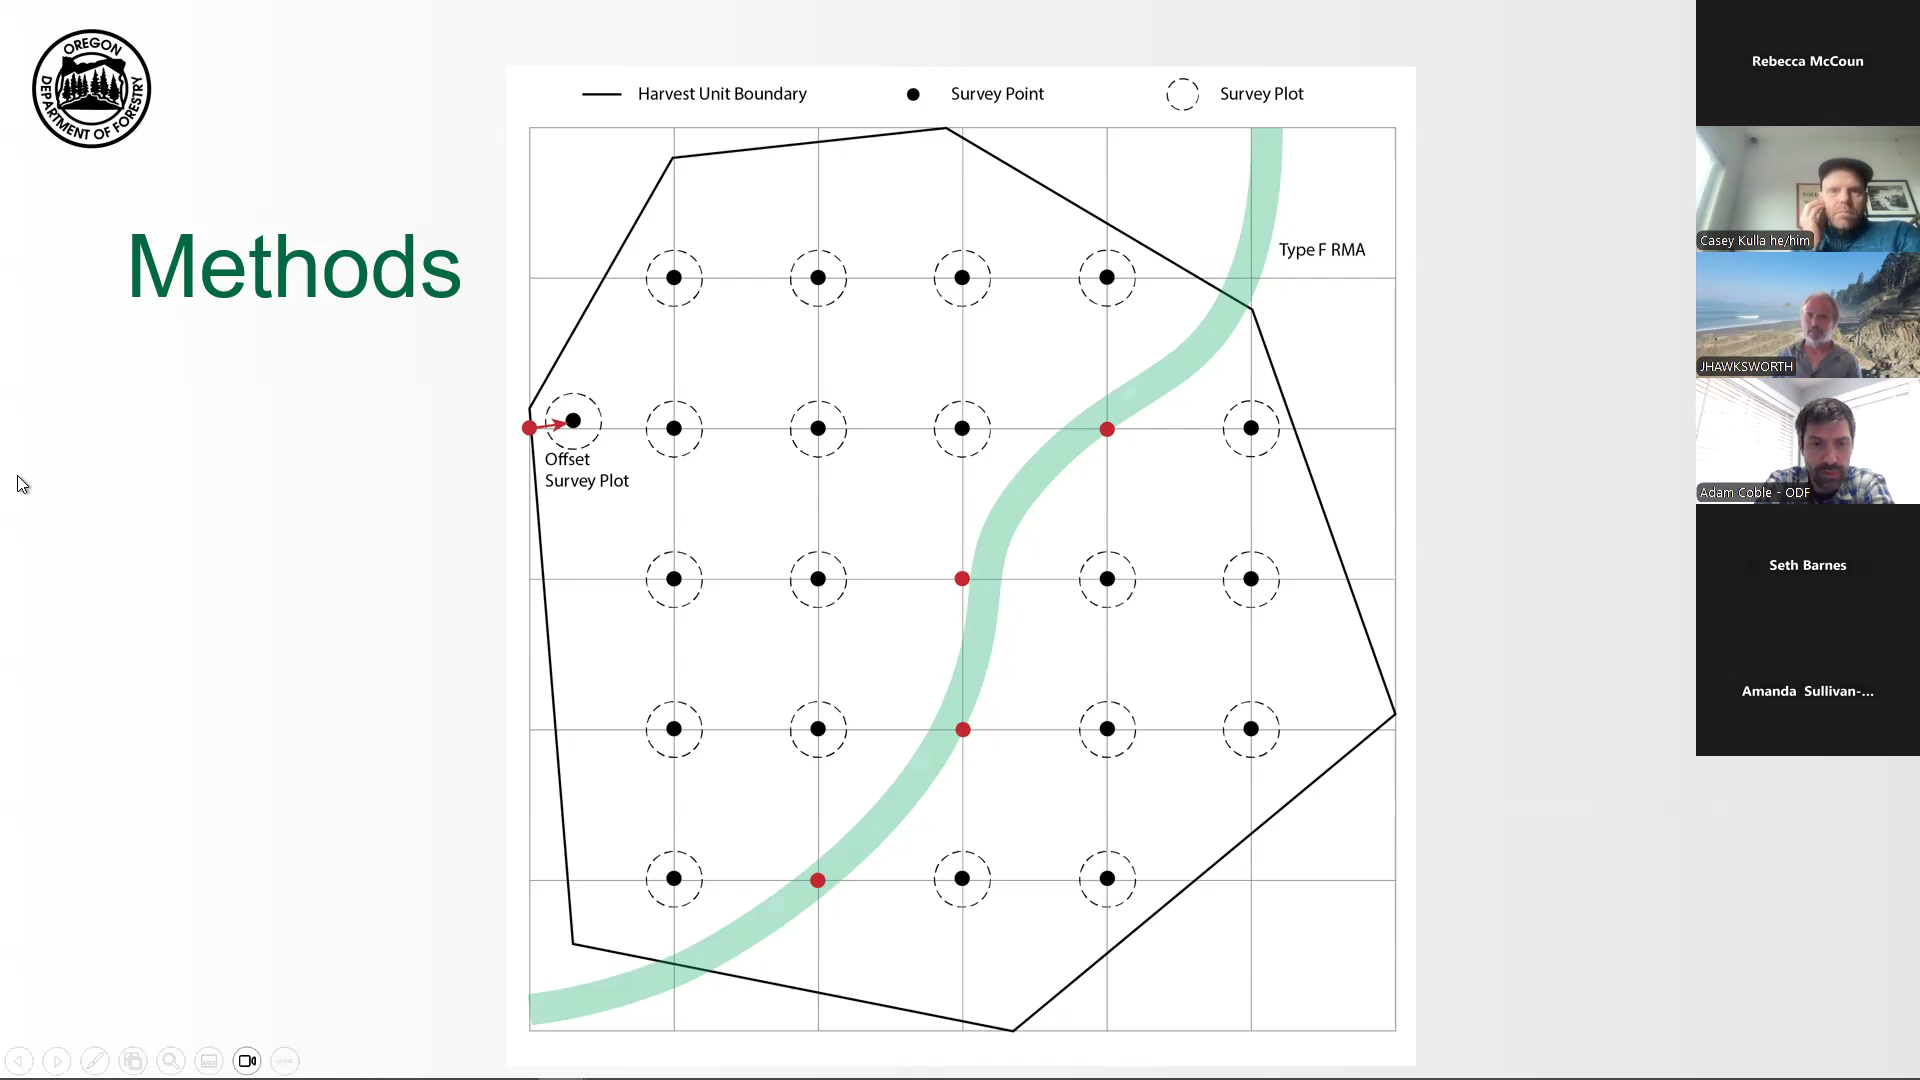 OREGON
DEPARTMENT OF FORESTRY
Methods
Harvest Unit Boundary
Survey Point
Survey Plot
Type F RMA
Offset
Survey Plot
Rebecca McCoun
Casey Kulla he/him
JHAWKSWORTH
Adam Coble - ODF
Seth Barnes
Amanda Sullivan-...